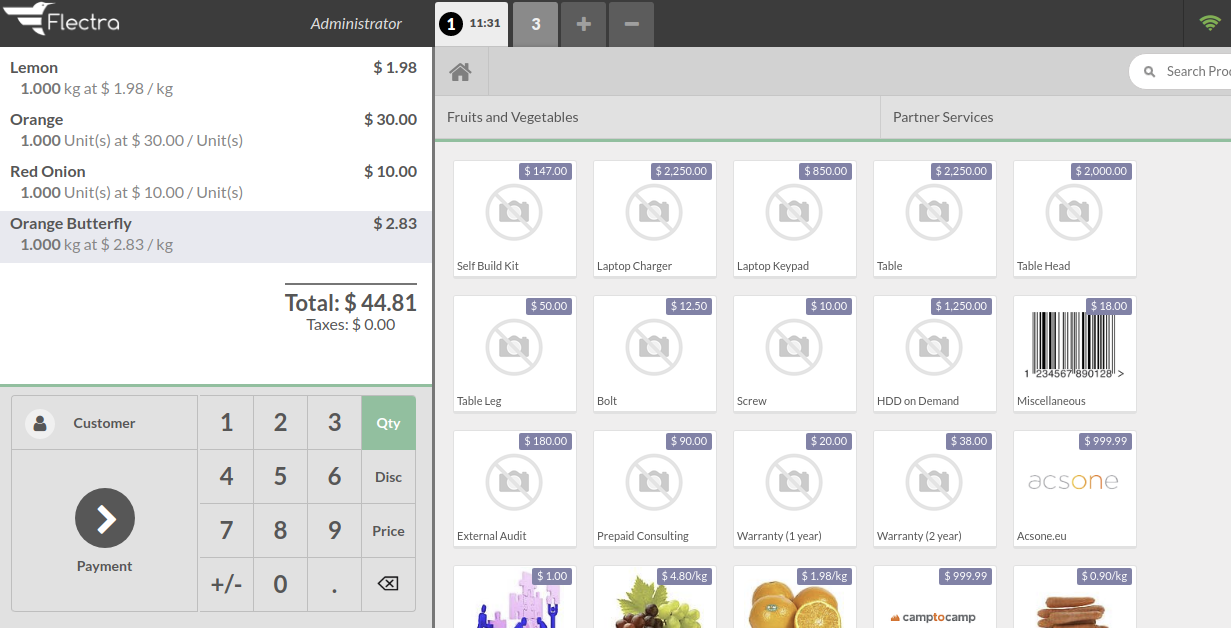 Flectra
Administrator
1 11:31
3
+
−
Search Proc
Fruits and Vegetables
Partner Services
Lemon $ 1.98
1.000 kg at $ 1.98 / kg
Orange $ 30.00
1.000 Unit(s) at $ 30.00 / Unit(s)
Red Onion $ 10.00
1.000 Unit(s) at $ 10.00 / Unit(s)
Orange Butterfly $ 2.83
1.000 kg at $ 2.83 / kg
Total: $ 44.81
Taxes: $ 0.00
Customer
Payment
1 2 3 Qty
4 5 6 Disc
7 8 9 Price
+/- 0 .
$ 147.00
Self Build Kit
$ 2,250.00
Laptop Charger
$ 850.00
Laptop Keypad
$ 2,250.00
Table
$ 2,000.00
Table Head
$ 50.00
Table Leg
$ 12.50
Bolt
$ 10.00
Screw
$ 1,250.00
HDD on Demand
$ 18.00
1 234567 890128 >
Miscellaneous
$ 180.00
External Audit
$ 90.00
Prepaid Consulting
$ 20.00
Warranty (1 year)
$ 38.00
Warranty (2 year)
$ 999.99
acsone
Acsone.eu
$ 1.00
$ 4.80/kg
$ 1.98/kg
$ 999.99
camptocamp
$ 0.90/kg